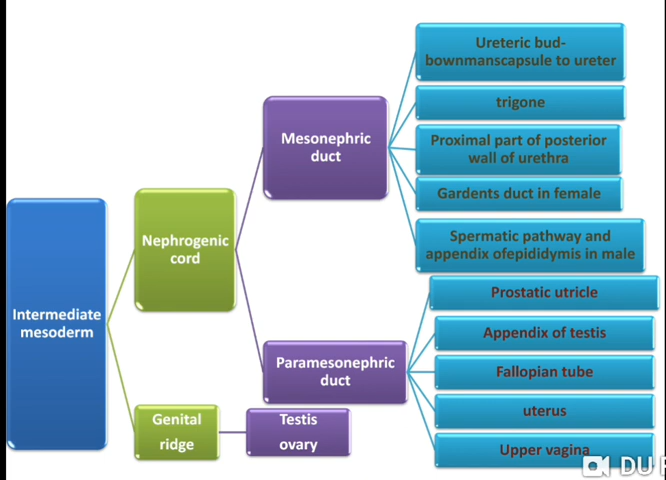 Ureteric bud-
bownmanscapsule to ureter
trigone
Mesonephric
duct
Proximal part of posterior
wall of urethra
Gardents duct in female
Nephrogenic
cord
Spermatic pathway and
appendix ofepididymis in male
Prostatic utricle
Intermediate
mesoderm
Appendix of testis
Paramesonephric
duct
Fallopian tube
Genital
ridge
Testis
ovary
uterus
Upper vagina
DU